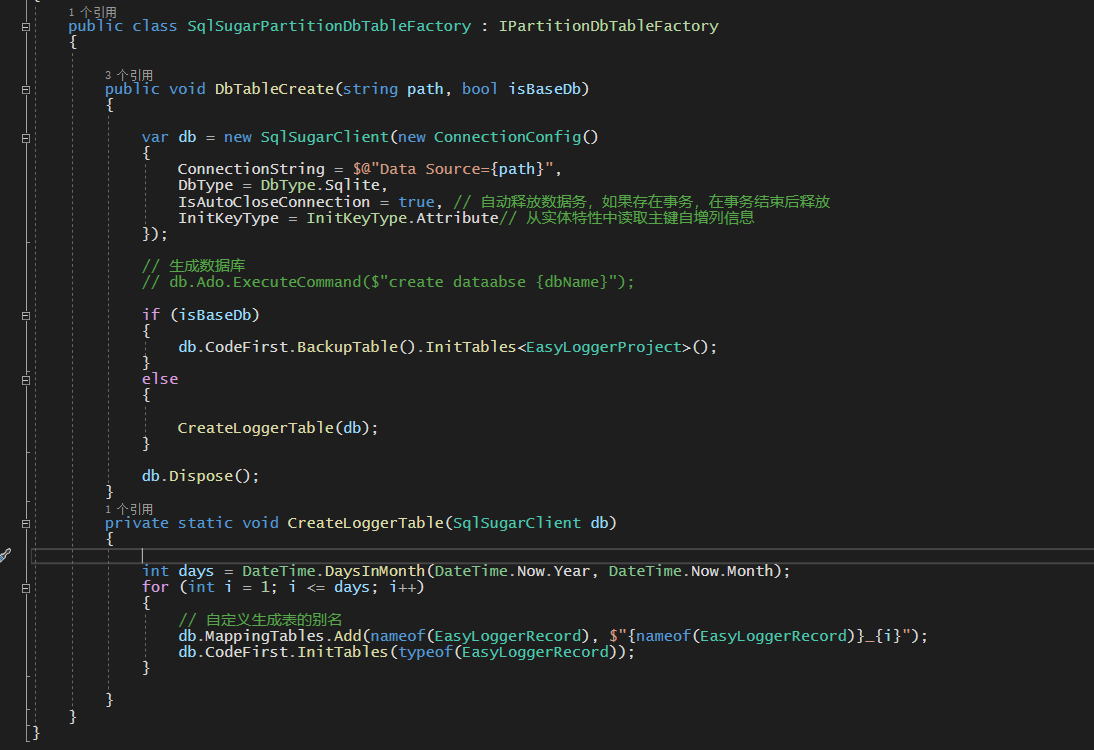 1 个引用
public class SqlSugarPartitionDbTableFactory : IPartitionDbTableFactory
{
3 个引用
public void DbTableCreate(string path, bool isBaseDb)
{
var db = new SqlSugarClient(new ConnectionConfig()
{
ConnectionString = $@"Data Source={path}",
DbType = DbType.Sqlite,
IsAutoCloseConnection = true, // 自动释放数据务，如果存在事务，在事务结束后释放
InitKeyType = InitKeyType.Attribute// 从实体特性中读取主键自增列信息
});
// 生成数据库
// db.Ado.ExecuteCommand($"create dataabse {dbName}");
if (isBaseDb)
{
db.CodeFirst.BackupTable().InitTables<EasyLoggerProject>();
}
else
{
CreateLoggerTable(db);
}
db.Dispose();
}
1 个引用
private static void CreateLoggerTable(SqlSugarClient db)
{
int days = DateTime.DaysInMonth(DateTime.Now.Year, DateTime.Now.Month);
for (int i = 1; i <= days; i++)
{
// 自定义生成表的别名
db.MappingTables.Add(nameof(EasyLoggerRecord), $"{nameof(EasyLoggerRecord)}_{i}");
db.CodeFirst.InitTables(typeof(EasyLoggerRecord));
}
}
}
}